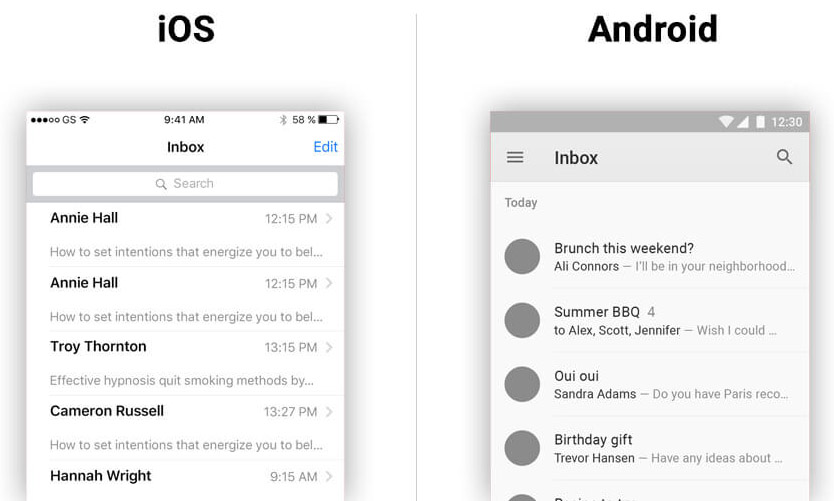 iOS
Android
GS 9:41 AM 58 %
Inbox Edit
Search
Annie Hall 12:15 PM
How to set intentions that energize you to bel...
Annie Hall 12:15 PM
How to set intentions that energize you to bel...
Troy Thornton 13:15 PM
Effective hypnosis quit smoking methods by...
Cameron Russell 13:27 PM
How to set intentions that energize you to bel...
Hannah Wright 9:15 AM
12:30
Inbox
Today
Brunch this weekend?
Ali Connors — I'll be in your neighborhood...
Summer BBQ 4
to Alex, Scott, Jennifer — Wish I could ...
Oui oui
Sandra Adams — Do you have Paris reco...
Birthday gift
Trevor Hansen — Have any ideas about ...